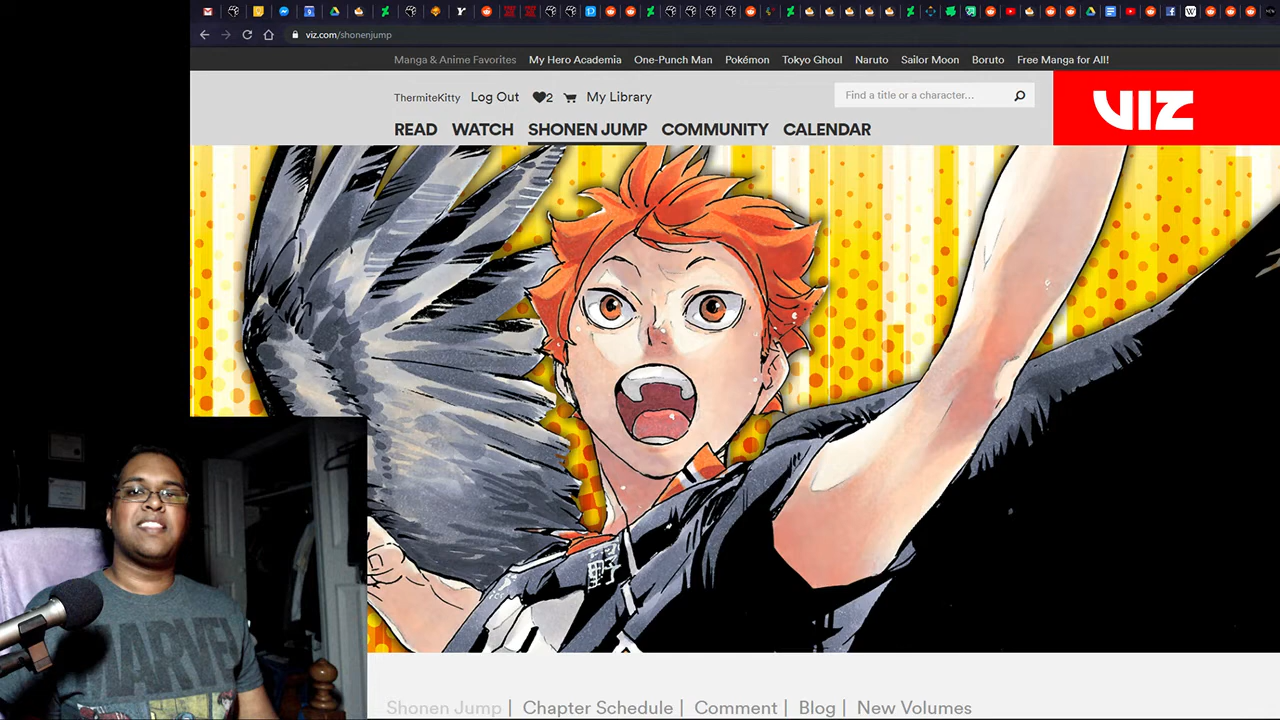 viz.com/shonenjump
Manga & Anime Favorites My Hero Academia One-Punch Man Pokémon Tokyo Ghoul Naruto Sailor Moon Boruto Free Manga for All!
ThermiteKitty Log Out 2 My Library Find a title or a character...
VIZ
READ WATCH SHONEN JUMP COMMUNITY CALENDAR
MARVEL
Shonen Jump | Chapter Schedule | Comment | Blog | New Volumes